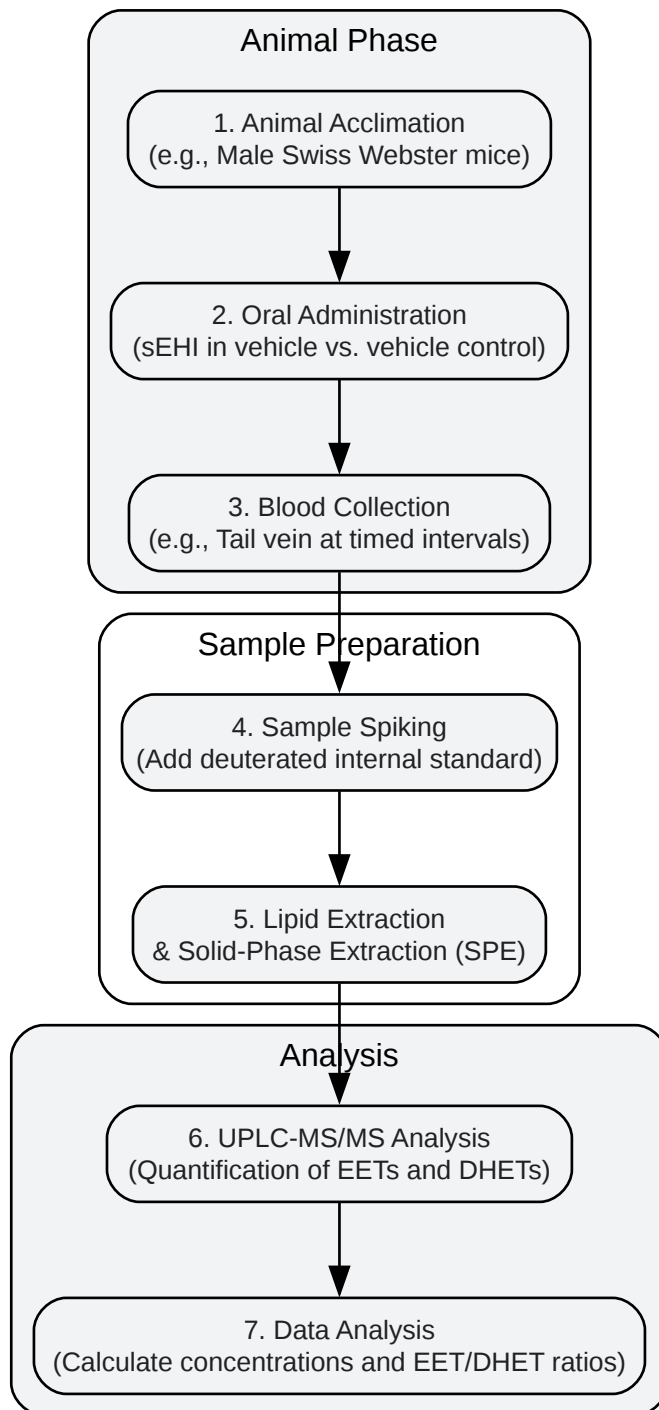 Animal Phase
1. Animal Acclimation
(e.g., Male Swiss Webster mice)
2. Oral Administration
(sEHI in vehicle vs. vehicle control)
3. Blood Collection
(e.g., Tail vein at timed intervals)
Sample Preparation
4. Sample Spiking
(Add deuterated internal standard)
5. Lipid Extraction
& Solid-Phase Extraction (SPE)
Analysis
6. UPLC-MS/MS Analysis
(Quantification of EETs and DHETs)
7. Data Analysis
(Calculate concentrations and EET/DHET ratios)